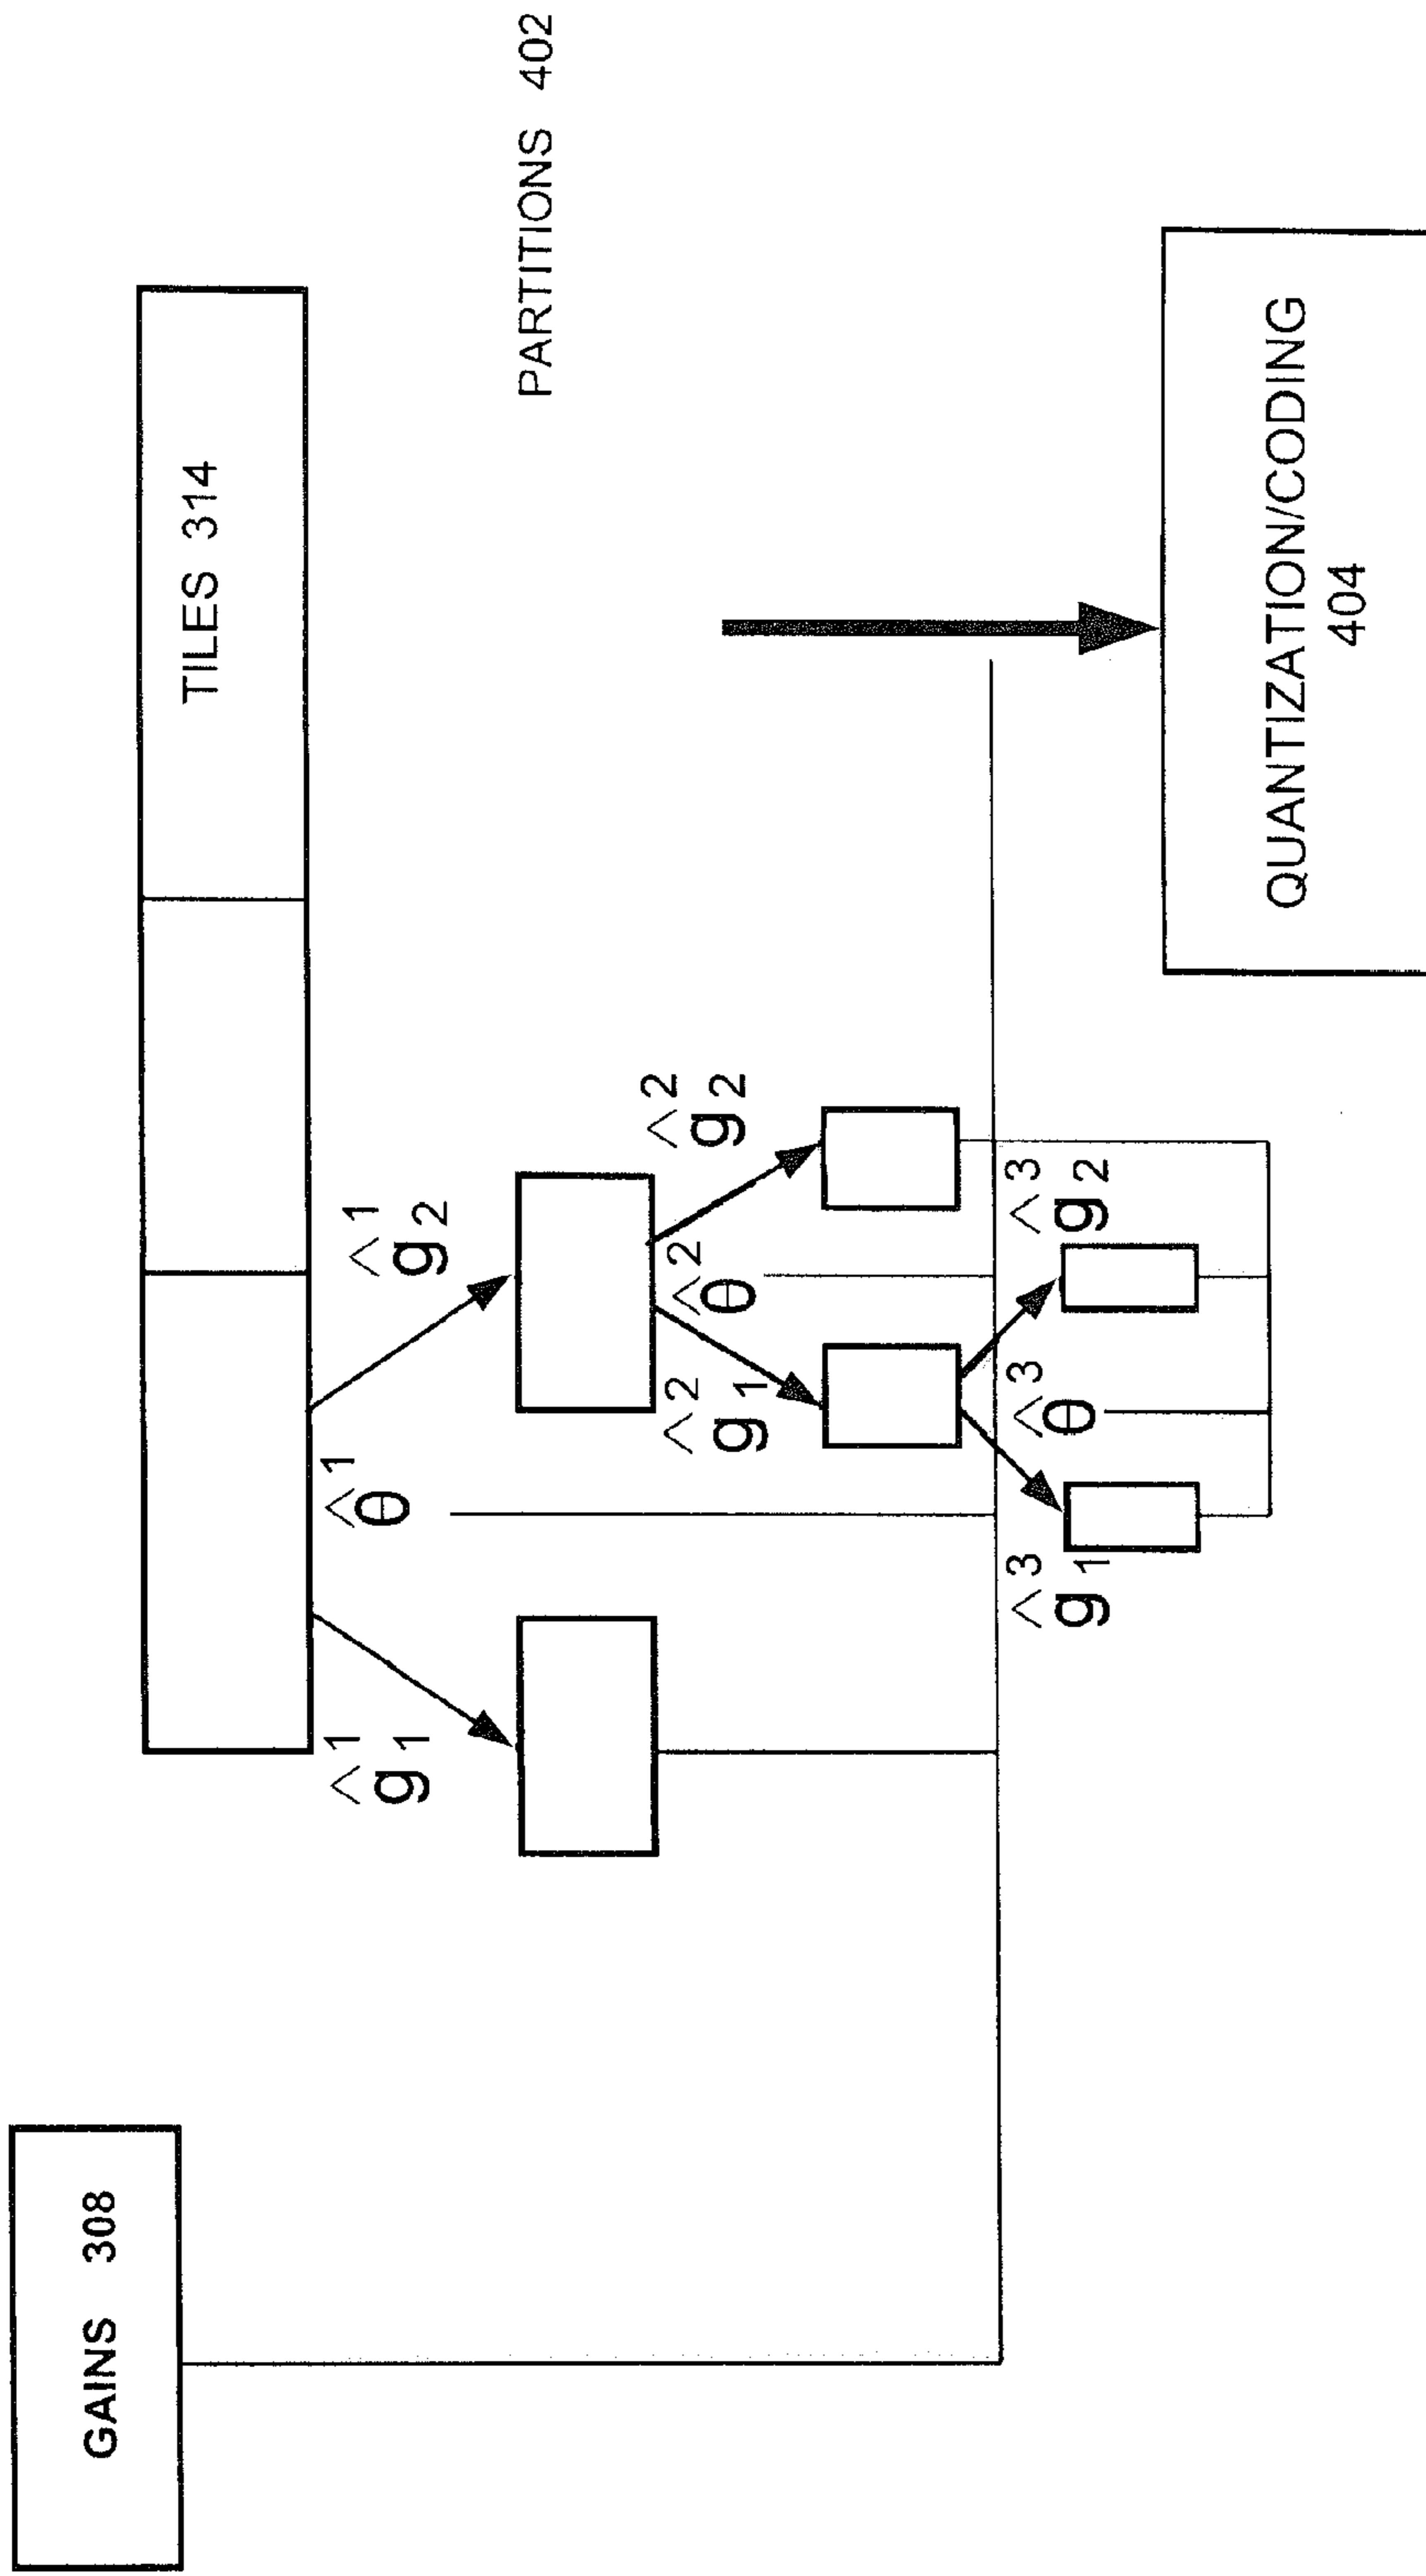 GAINS 308
TILES 314
ĝ¹₁
θ̂¹
ĝ¹₂
PARTITIONS 402
ĝ²₁
θ̂²
ĝ²₂
ĝ³₁
θ̂³
ĝ³₂
QUANTIZATION/CODING
404